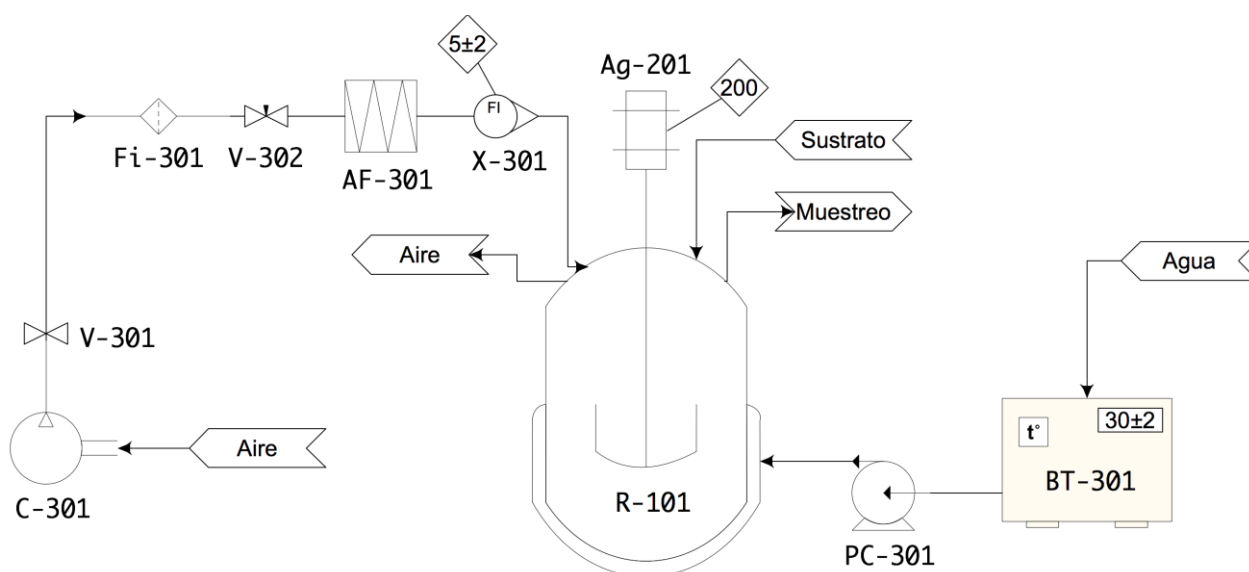 5±2
Ag-201
200
FI
Sustrato
Fi-301
V-302
AF-301
X-301
Muestreo
Aire
Agua
V-301
t°
30±2
Aire
BT-301
C-301
R-101
PC-301